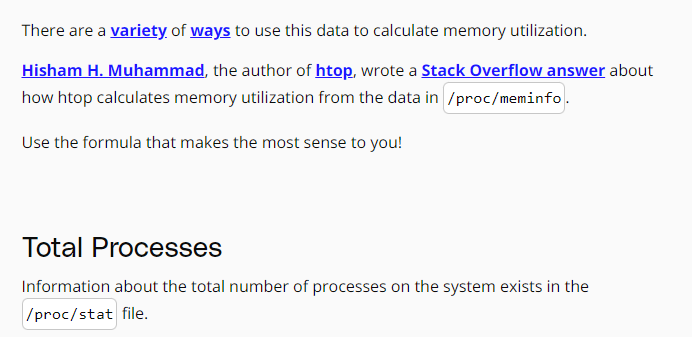 There are a variety of ways to use this data to calculate memory utilization.
Hisham H. Muhammad, the author of htop, wrote a Stack Overflow answer about
how htop calculates memory utilization from the data in /proc/meminfo.
Use the formula that makes the most sense to you!
Total Processes
Information about the total number of processes on the system exists in the
/proc/stat file.